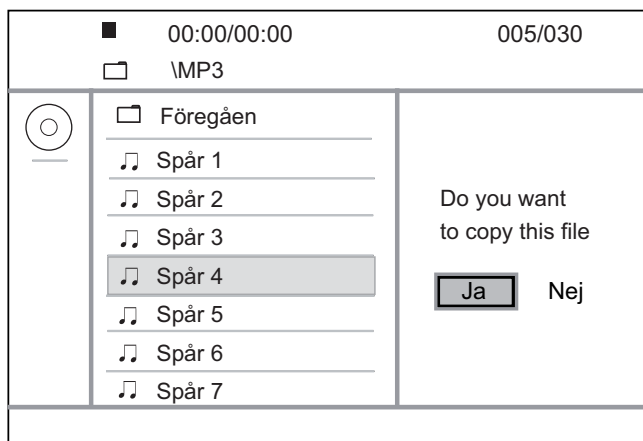 00:00/00:00 005/030
\MP3
Föregåen
Spår 1
Spår 2
Spår 3
Spår 4
Spår 5
Spår 6
Spår 7
Do you want
to copy this file
Ja Nej